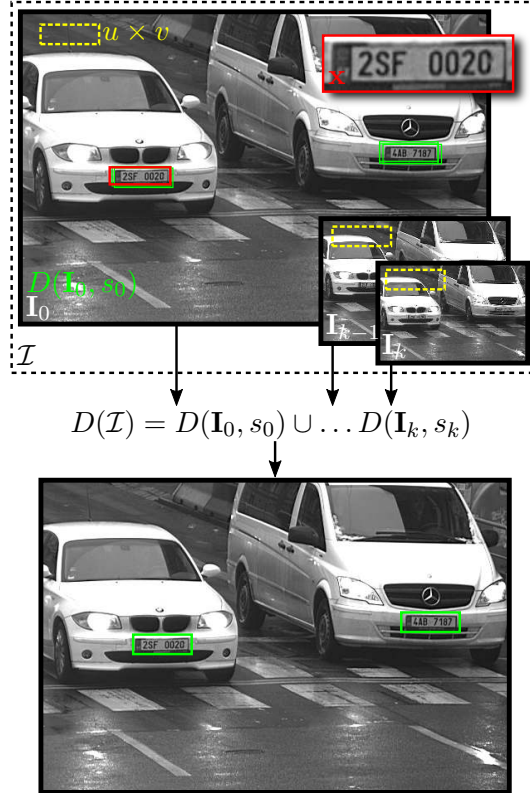 u × v
x
2SF 0020
4AB 7187
2SF 0020
D(I₀, s₀)
I₀
Iₖ₋₁
Iₖ
ℐ
D(ℐ) = D(I₀, s₀) ∪ … D(Iₖ, sₖ)
4AB 7187
2SF 0020